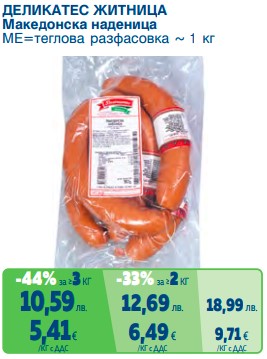 ДЕЛИКАТЕС ЖИТНИЦА
Македонска наденица
МЕ=теглова разфасовка ~ 1 кг
-44% за ≥3 КГ
-33% за ≥2 КГ
10,59 лв. 12,69 лв. 18,99 лв.
5,41€ 6,49€ 9,71€
/КГ с ДДС /КГ с ДДС /КГ с ДДС